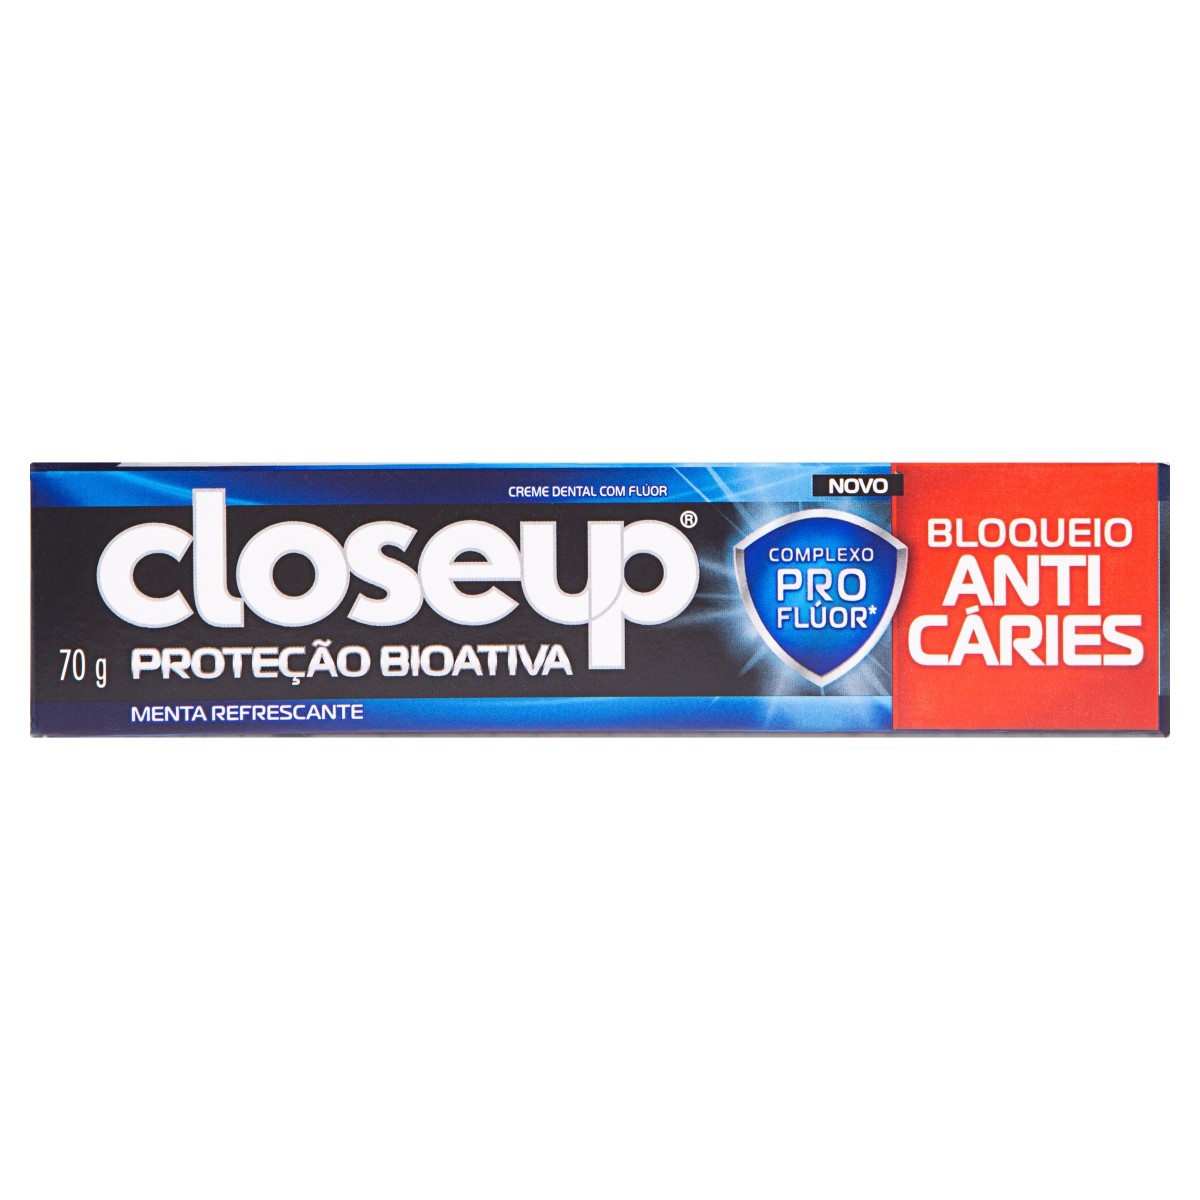 CREME DENTAL COM FLÚOR
NOVO
closeup®
70 g
PROTEÇÃO BIOATIVA
MENTA REFRESCANTE
COMPLEXO
PRO
FLÚOR*
BLOQUEIO
ANTI
CÁRIES